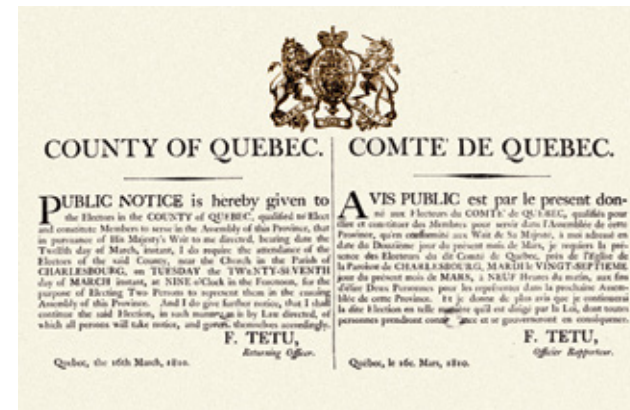 COUNTY OF QUEBEC.
PUBLIC NOTICE is hereby given to
the Electors in the COUNTY of QUEBEC, qualified to Elect
and constitute Members to serve in the Assembly of this Province, that
in pursuance of His Majesty's Writ to me directed, bearing date the
Twelfth day of March, instant, I do require the attendance of the
Electors of the said County, near the Church in the Parish of
CHARLESBOURG, on TUESDAY the TWENTY-SEVENTH
day of MARCH instant, at NINE o'Clock in the Forenoon, for the
purpose of Electing Two Persons to represent them in the ensuing
Assembly of this Province. And I do give further notice, that I shall
continue the said Election, in such manner as is by Law directed, of
which all persons will take notice, and govern themselves accordingly.
F. TETU,
Returning Officer.
Quebec, the 16th March, 1810.
COMTE' DE QUEBEC.
AVIS PUBLIC est par le present don-
né aux Electeurs du COMTE' de QUEBEC, qualifiés pour
élire et constituer des Membres pour servir dans l'Assemblée de cette
Province, qu'en conformité aux Writ de Sa Majesté, à moi adressé en
date du Douzieme jour du présent mois de Mars, je requiers la pré-
sence des Electeurs du dit Comté de Québec, près de l'Eglise de
la Paroisse de CHARLESBOURG, MARDI le VINGT-SEPTIEME
jour du présent mois de MARS, à NEUF Heures du matin, aux fins
d'élire Deux Personnes pour les représenter dans la prochaine Assem-
blée de cette Province. Et je donne de plus avis que je continuerai
la dite Election en telle manière qu'il est dirigé par la Loi, dont toutes
personnes prendront et se gouverneront en conséquence.
F. TETU,
Officier Rapporteur.
Québec, le 16e. Mars, 1810.